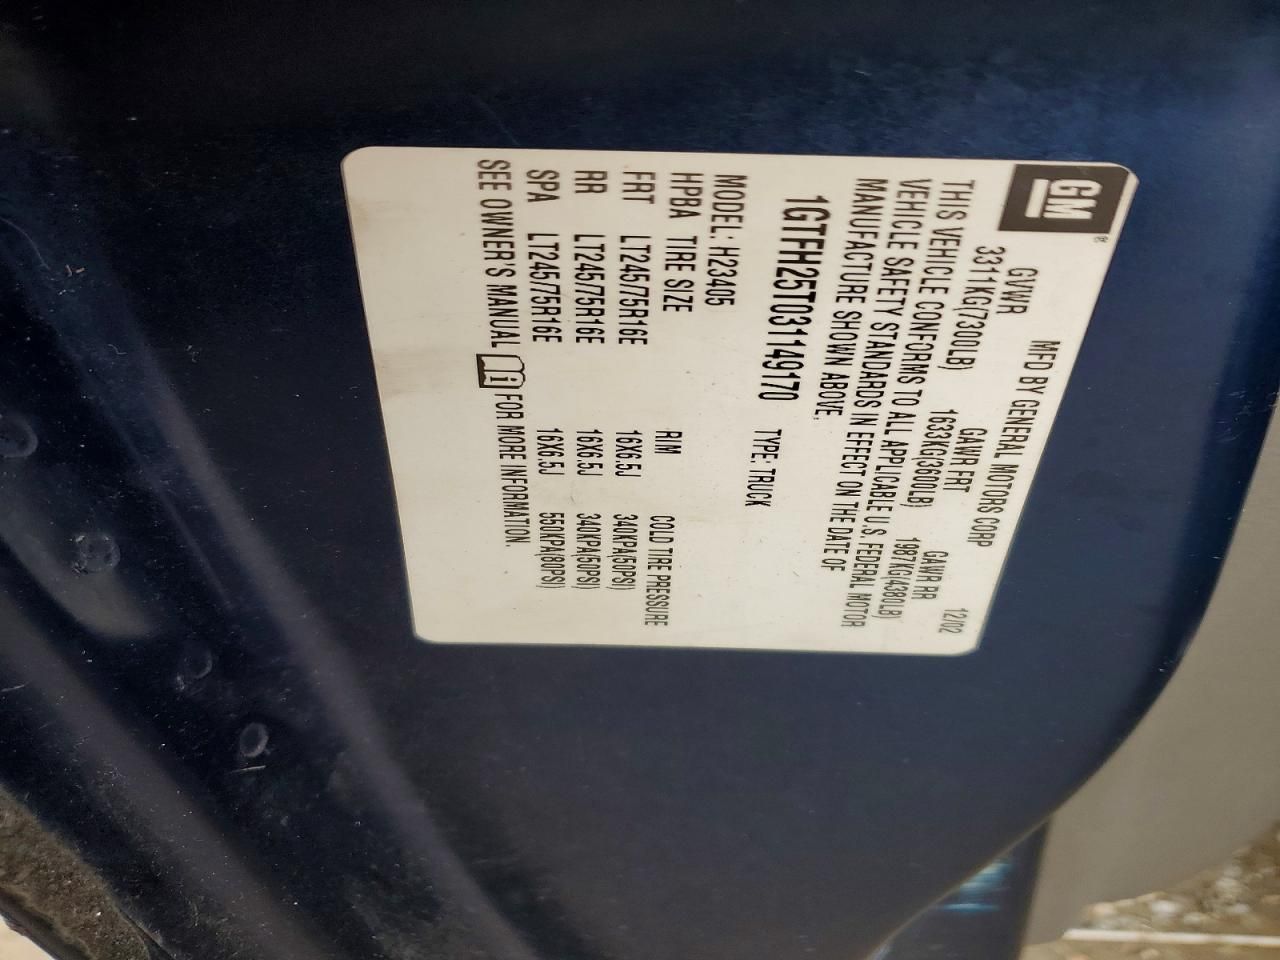 GM®
MFD BY GENERAL MOTORS CORP 12/02
GVWR GAWR FRT GAWR RR
3311KG(7300LB) 1633KG(3600LB) 1987KG(4380LB)
THIS VEHICLE CONFORMS TO ALL APPLICABLE U.S. FEDERAL MOTOR
VEHICLE SAFETY STANDARDS IN EFFECT ON THE DATE OF
MANUFACTURE SHOWN ABOVE.
1GTFH25T031149170 TYPE: TRUCK
MODEL: H23405
HPBA TIRE SIZE RIM COLD TIRE PRESSURE
FRT LT245/75R16E 16X6.5J 340KPA(50PSI)
RR LT245/75R16E 16X6.5J 340KPA(50PSI)
SPA LT245/75R16E 16X6.5J 550KPA(80PSI)
SEE OWNER'S MANUAL i FOR MORE INFORMATION.